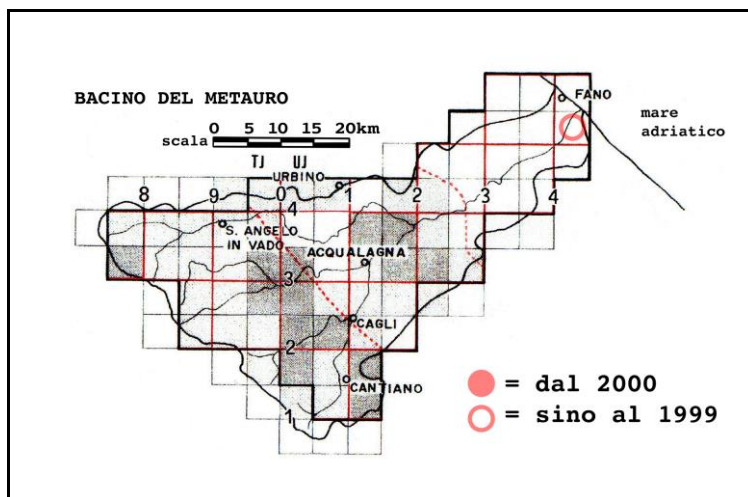 FANO
BACINO DEL METAURO
mare
adriatico
scala 0 5 10 15 20km
TJ UJ
URBINO
8 9 0 1 2 3 4
4
S. ANGELO
IN VADO
ACQUALAGNA
3
CAGLI
2
CANTIANO
1
= dal 2000
= sino al 1999